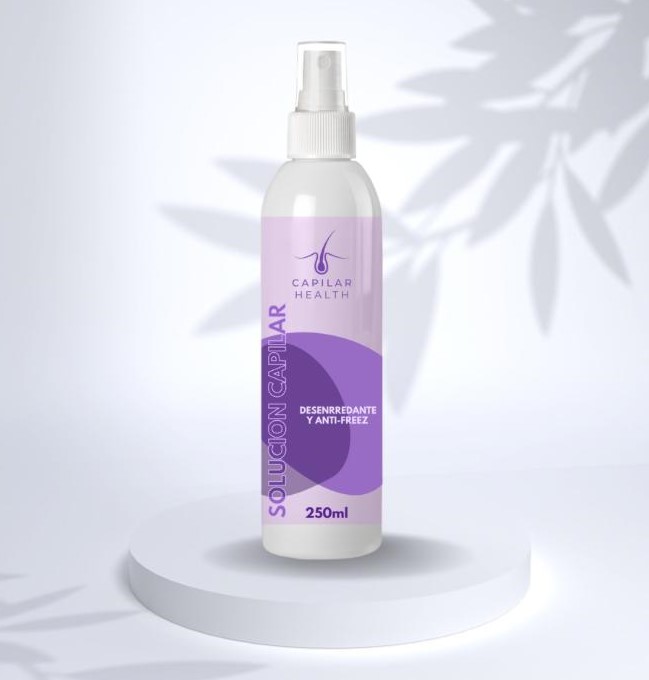 CAPILAR
HEALTH
SOLUCION CAPILAR
DESENRREDANTE
Y ANTI-FREEZ
250ml